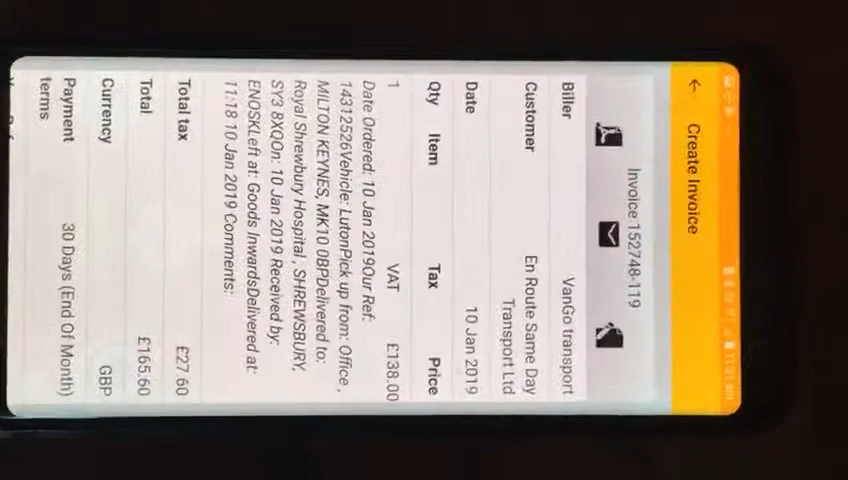 Create Invoice
Invoice 152748-119
Biller VanGo transport
Customer En Route Same Day
Transport Ltd
Date 10 Jan 2019
Qty Item Tax Price
1 VAT £138.00
Date Ordered: 10 Jan 2019Our Ref:
14312526Vehicle: LutonPick up from: Office ,
MILTON KEYNES, MK10 0BPDelivered to:
Royal Shrewbury Hospital , SHREWSBURY,
SY3 8XQOn: 10 Jan 2019 Received by:
ENOSKLeft at: Goods InwardsDelivered at:
11:18 10 Jan 2019 Comments:
Total tax £27.60
Total £165.60
Currency GBP
Payment 30 Days (End Of Month)
terms